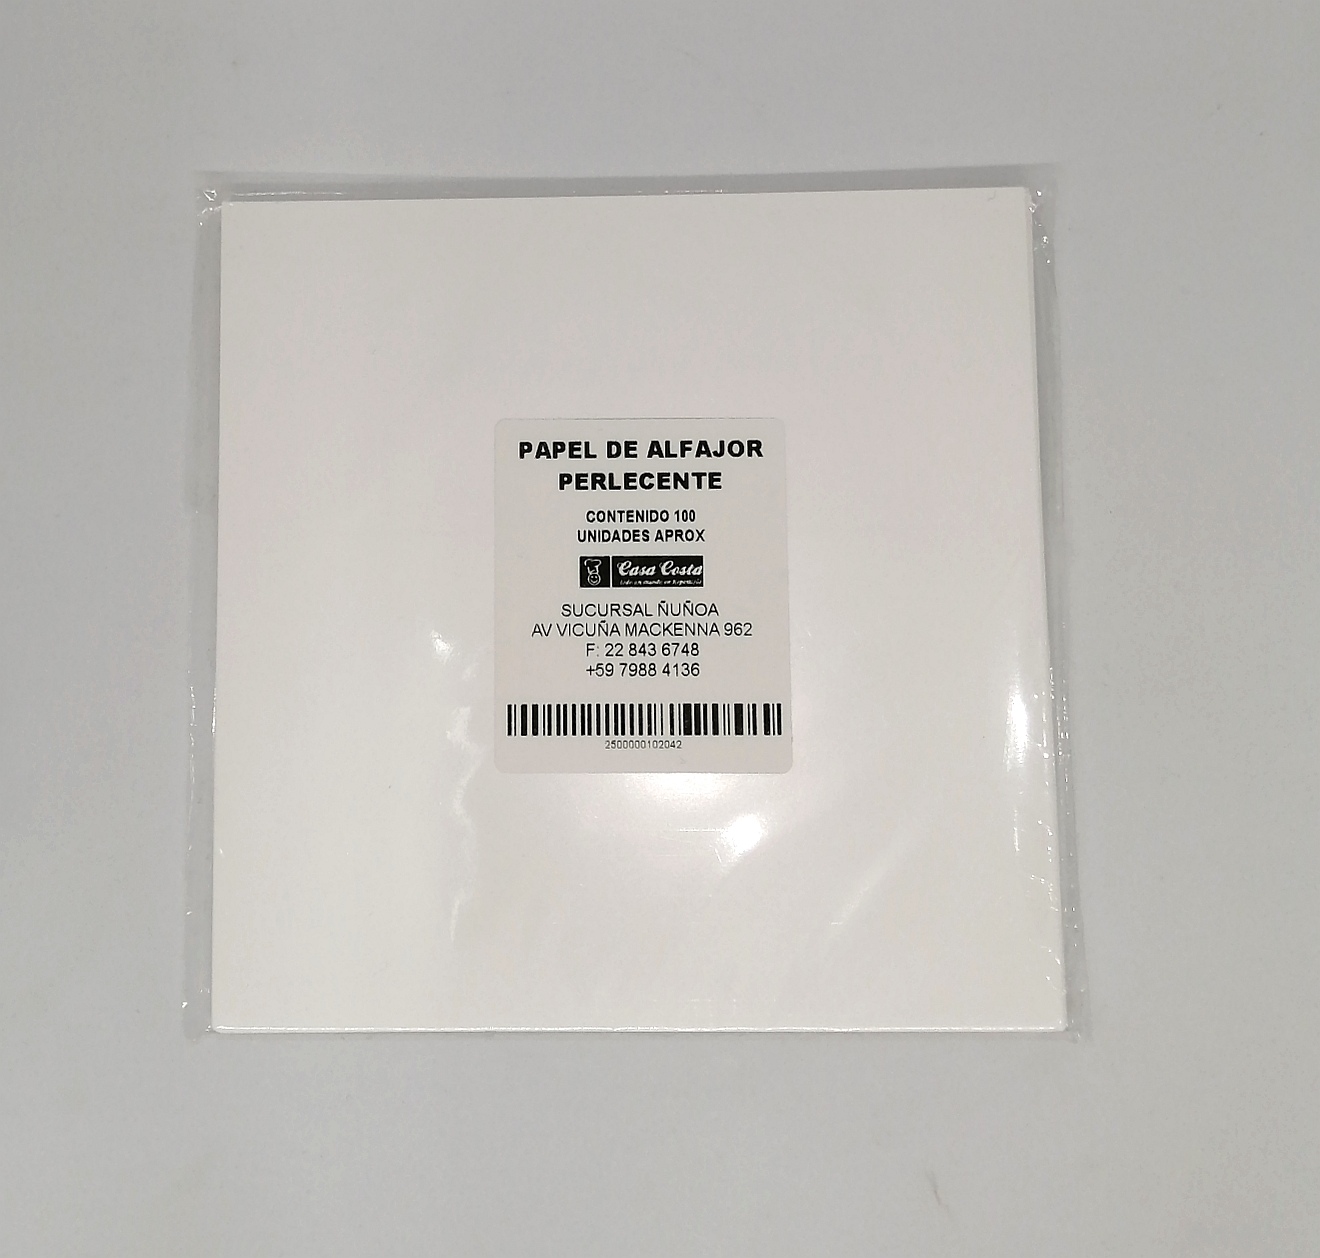 PAPEL DE ALFAJOR
PERLECENTE
CONTENIDO 100
UNIDADES APROX
Casa Costa
SUCURSAL ÑUÑOA
AV VICUÑA MACKENNA 962
F: 22 843 6748
+59 7988 4136
2500000102042